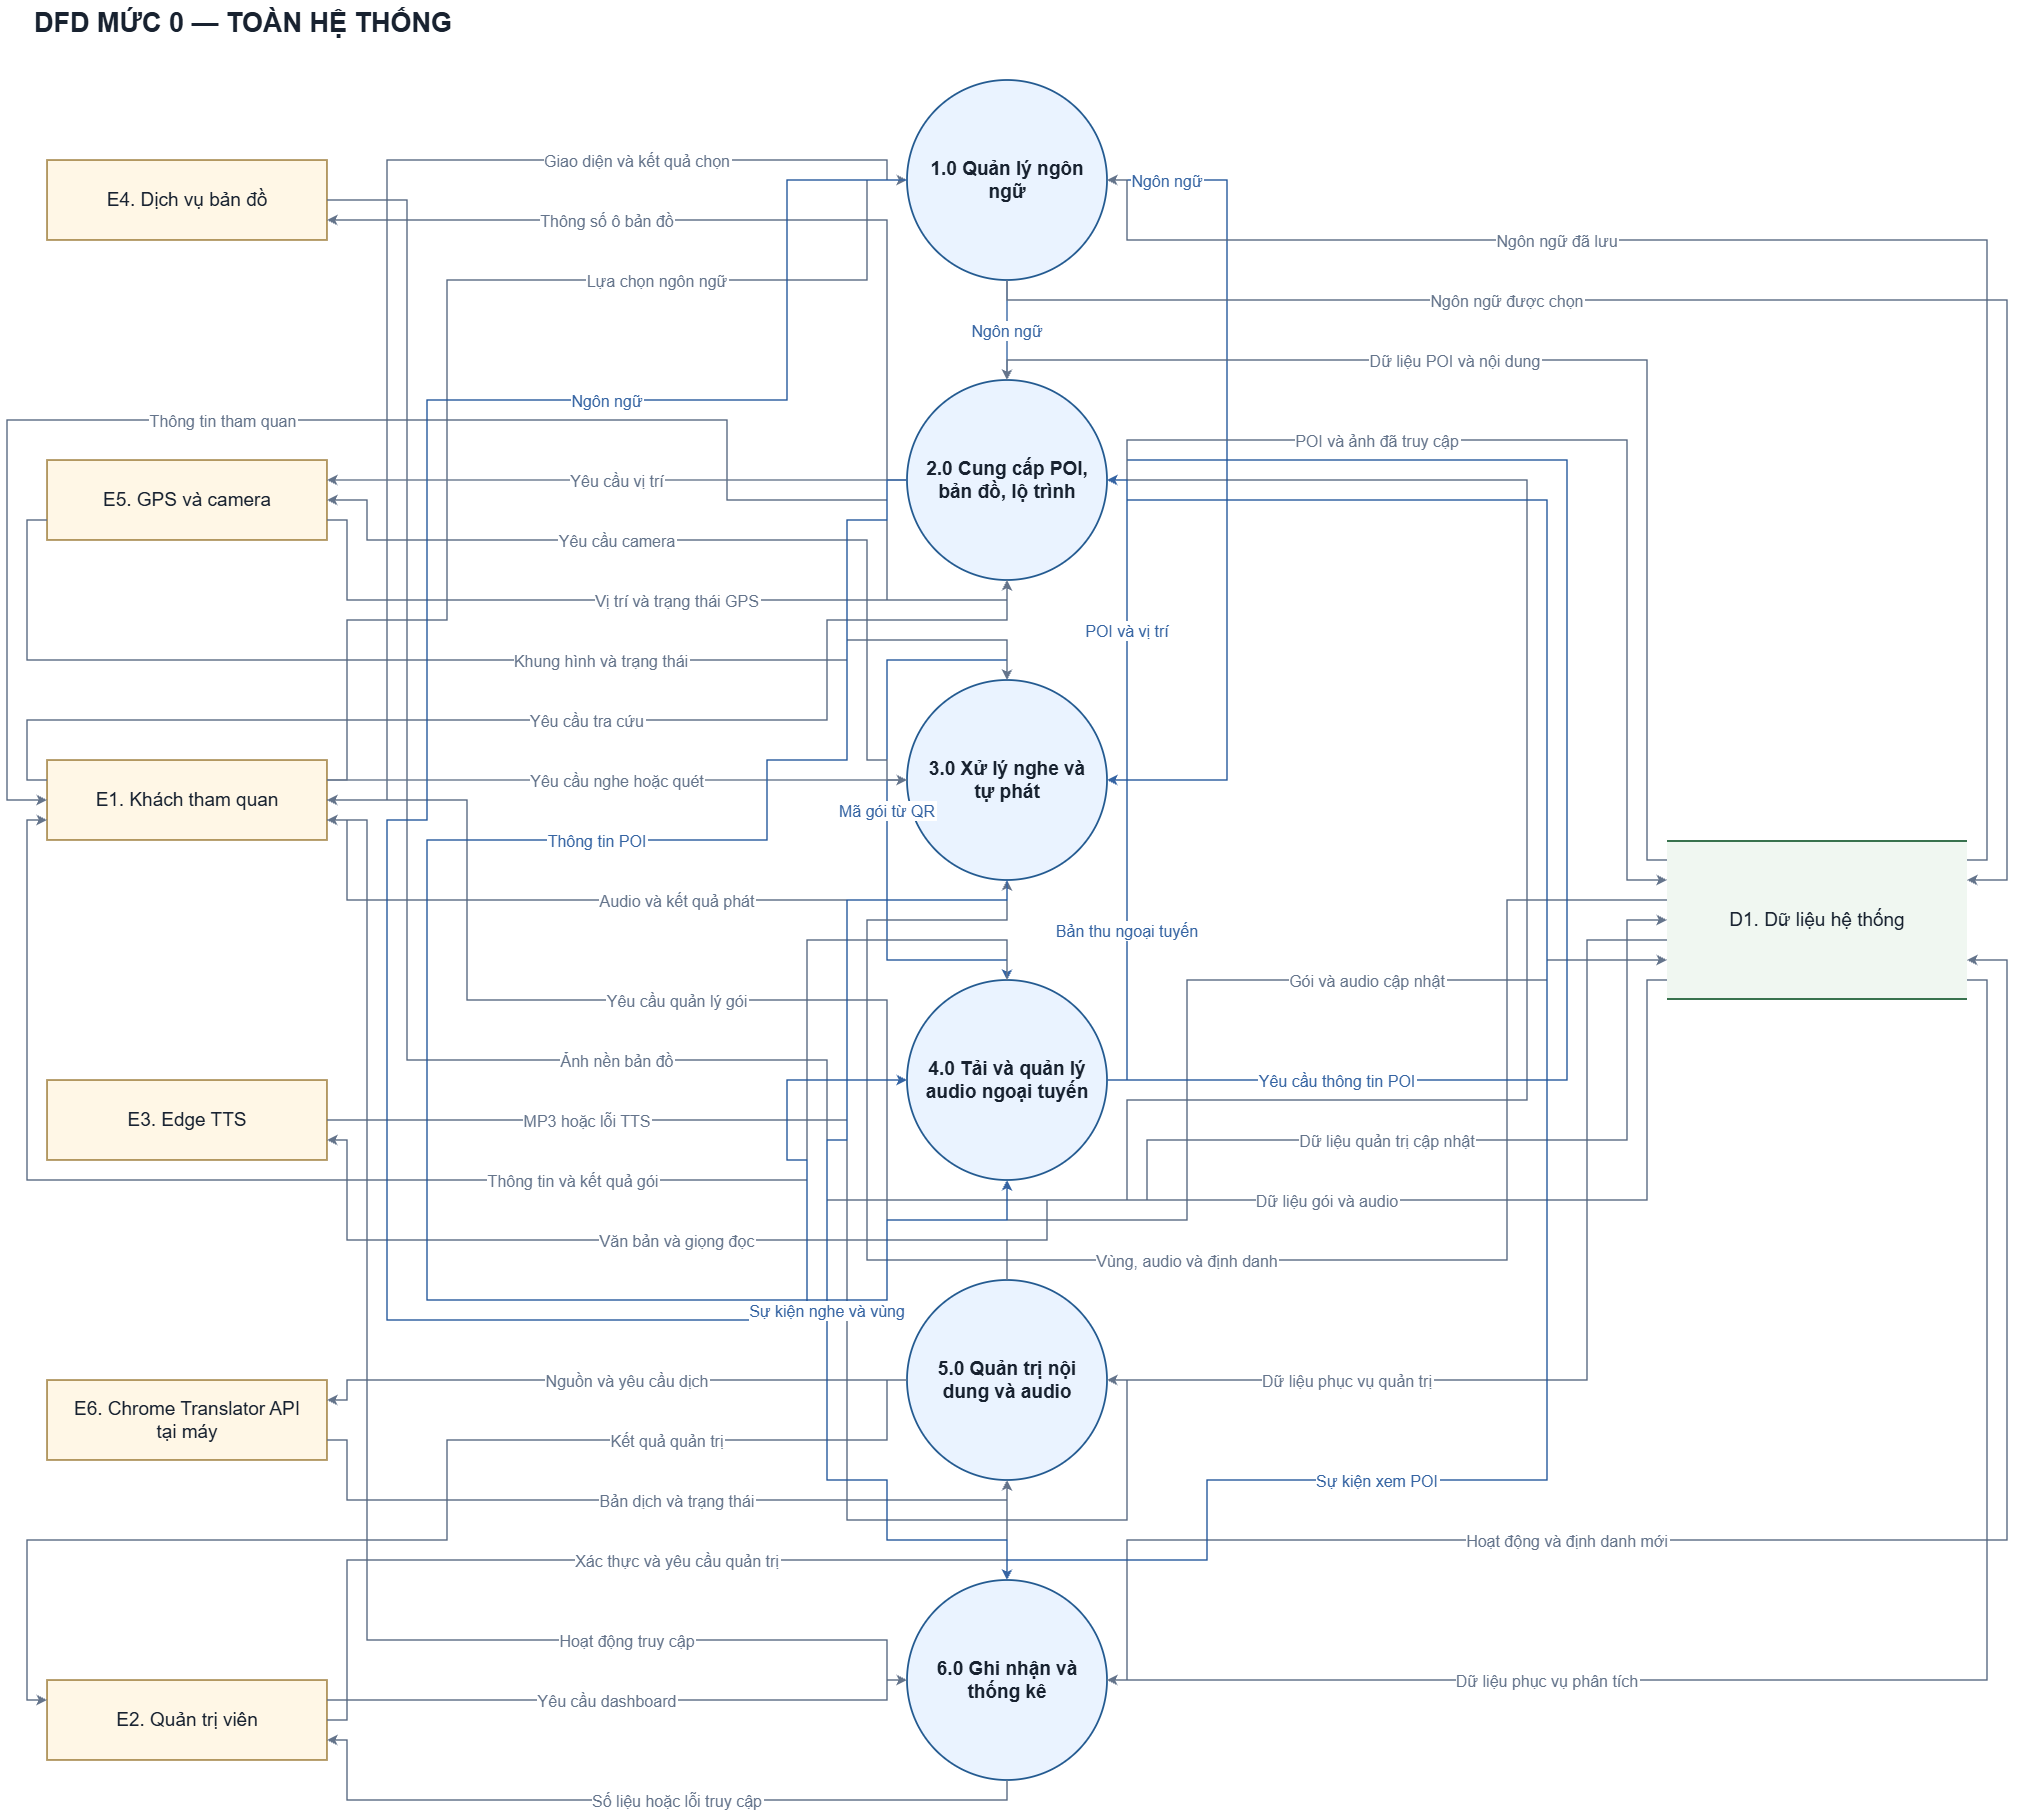 DFD MỨC 0 — TOÀN HỆ THỐNG
Giao diện và kết quả chọn
1.0 Quản lý ngôn
ngữ
Ngôn ngữ
E4. Dịch vụ bản đồ
Thông số ô bản đồ
Ngôn ngữ đã lưu
Lựa chọn ngôn ngữ
Ngôn ngữ được chọn
Ngôn ngữ
Dữ liệu POI và nội dung
Ngôn ngữ
Thông tin tham quan
POI và ảnh đã truy cập
E5. GPS và camera
Yêu cầu vị trí
2.0 Cung cấp POI,
bản đồ, lộ trình
Yêu cầu camera
Vị trí và trạng thái GPS
POI và vị trí
Khung hình và trạng thái
Yêu cầu tra cứu
E1. Khách tham quan
Yêu cầu nghe hoặc quét
3.0 Xử lý nghe và
tự phát
Mã gói từ QR
Thông tin POI
Audio và kết quả phát
D1. Dữ liệu hệ thống
Bản thu ngoại tuyến
Gói và audio cập nhật
Yêu cầu quản lý gói
Ảnh nền bản đồ
4.0 Tải và quản lý
audio ngoại tuyến
Yêu cầu thông tin POI
E3. Edge TTS
MP3 hoặc lỗi TTS
Dữ liệu quản trị cập nhật
Thông tin và kết quả gói
Dữ liệu gói và audio
Văn bản và giọng đọc
Vùng, audio và định danh
Sự kiện nghe và vùng
E6. Chrome Translator API
tại máy
Nguồn và yêu cầu dịch
5.0 Quản trị nội
dung và audio
Dữ liệu phục vụ quản trị
Kết quả quản trị
Sự kiện xem POI
Bản dịch và trạng thái
Hoạt động và định danh mới
Xác thực và yêu cầu quản trị
Hoạt động truy cập
6.0 Ghi nhận và
thống kê
Dữ liệu phục vụ phân tích
E2. Quản trị viên
Yêu cầu dashboard
Số liệu hoặc lỗi truy cập